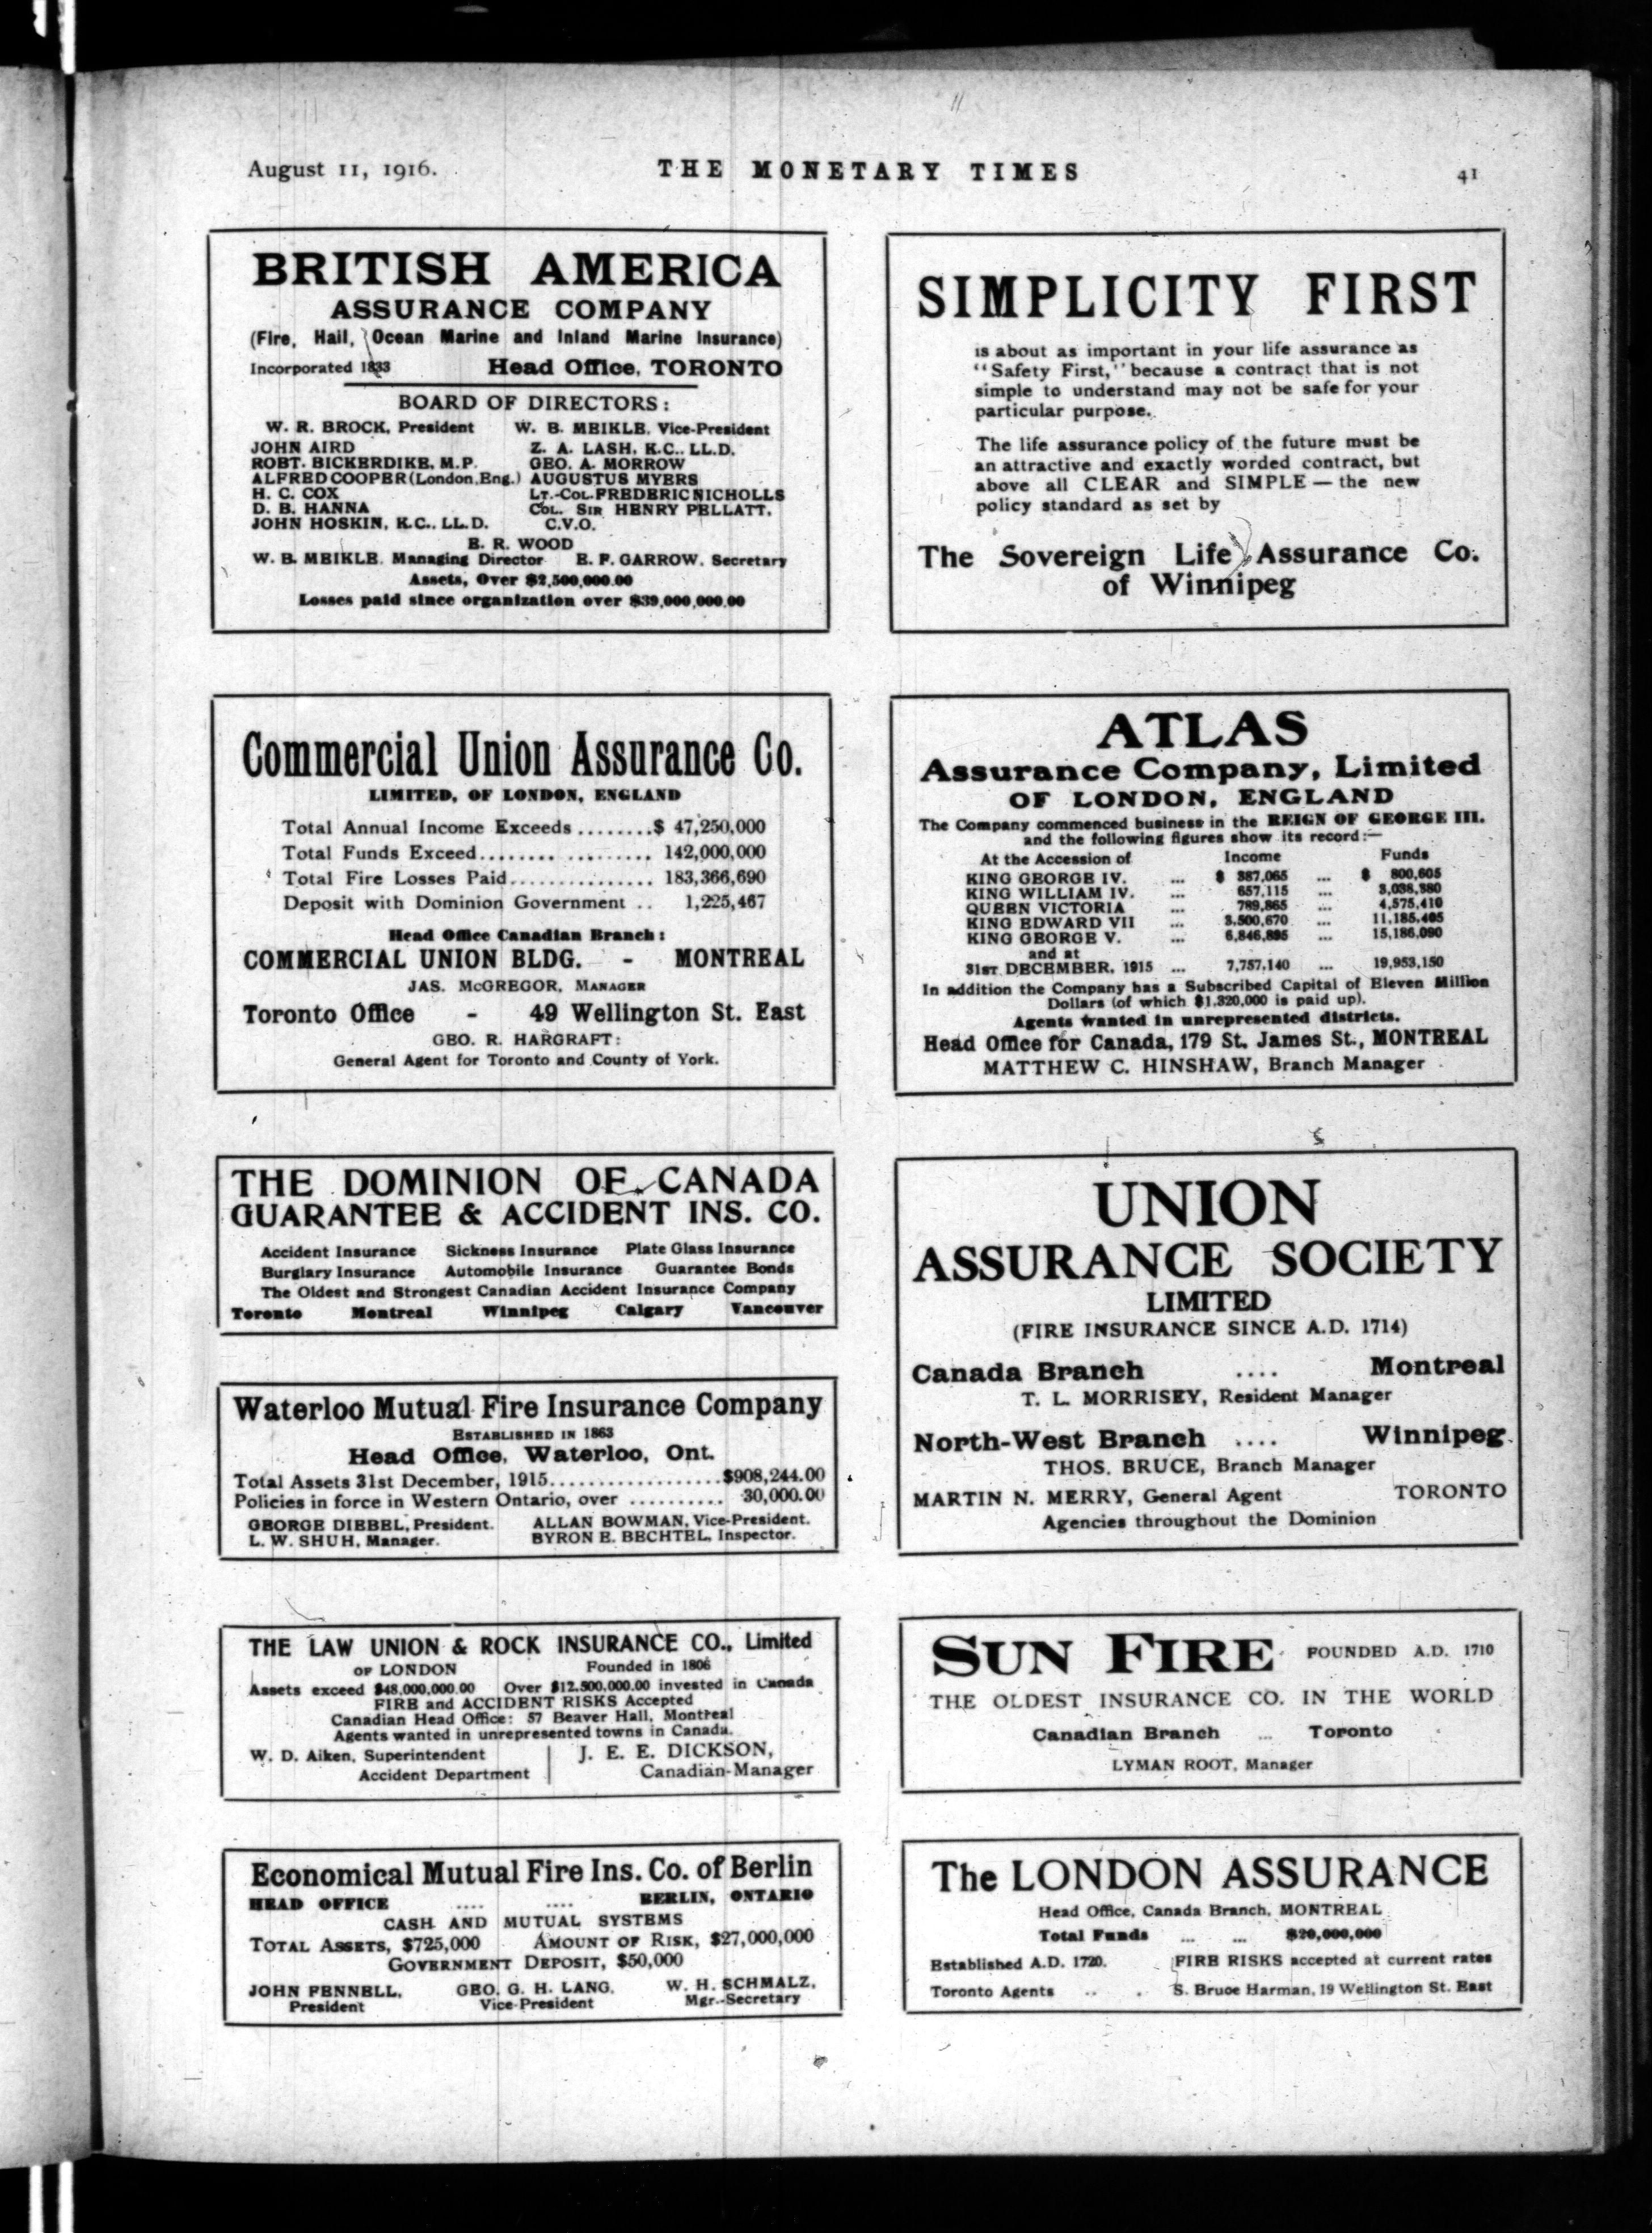 August 11, 1916. THE MONETARY TIMES 41
BRITISH AMERICA
ASSURANCE COMPANY
(Fire, Hail, Ocean Marine and Inland Marine Insurance)
Incorporated 1833 Head Office, TORONTO
BOARD OF DIRECTORS:
W. R. BROCK, President W. B. MEIKLE, Vice-President
JOHN AIRD Z. A. LASH, K.C., LL.D.
ROBT. BICKERDIKE, M.P. GEO. A. MORROW
ALFRED COOPER (London, Eng.) AUGUSTUS MYERS
H. C. COX LT.-COL. FREDERIC NICHOLLS
D. B. HANNA COL. SIR HENRY PELLATT,
JOHN HOSKIN, K.C., LL.D. C.V.O.
E. R. WOOD
W. B. MEIKLE, Managing Director E. F. GARROW, Secretary
Assets, Over $2,500,000.00
Losses paid since organization over $39,000,000.00
SIMPLICITY FIRST
is about as important in your life assurance as
"Safety First," because a contract that is not
simple to understand may not be safe for your
particular purpose.
The life assurance policy of the future must be
an attractive and exactly worded contract, but
above all CLEAR and SIMPLE — the new
policy standard as set by
The Sovereign Life Assurance Co.
of Winnipeg
Commercial Union Assurance Co.
LIMITED, OF LONDON, ENGLAND
Total Annual Income Exceeds ........$ 47,250,000
Total Funds Exceed................. 142,000,000
Total Fire Losses Paid............... 183,366,690
Deposit with Dominion Government .. 1,225,467
Head Office Canadian Branch:
COMMERCIAL UNION BLDG. - MONTREAL
JAS. McGREGOR, MANAGER
Toronto Office - 49 Wellington St. East
GEO. R. HARGRAFT:
General Agent for Toronto and County of York.
ATLAS
Assurance Company, Limited
OF LONDON, ENGLAND
The Company commenced business in the REIGN OF GEORGE III.
and the following figures show its record:—
At the Accession of Income Funds
KING GEORGE IV. ... $ 387,065 ... $ 800,605
KING WILLIAM IV. ... 657,115 ... 3,038,380
QUEEN VICTORIA ... 789,865 ... 4,575,410
KING EDWARD VII ... 3,500,670 ... 11,185,405
KING GEORGE V. ... 6,846,895 ... 15,186,090
and at
31ST DECEMBER, 1915 ... 7,757,140 ... 19,953,150
In addition the Company has a Subscribed Capital of Eleven Million
Dollars (of which $1,320,000 is paid up).
Agents wanted in unrepresented districts.
Head Office for Canada, 179 St. James St., MONTREAL
MATTHEW C. HINSHAW, Branch Manager
THE DOMINION OF CANADA
GUARANTEE & ACCIDENT INS. CO.
Accident Insurance Sickness Insurance Plate Glass Insurance
Burglary Insurance Automobile Insurance Guarantee Bonds
The Oldest and Strongest Canadian Accident Insurance Company
Toronto Montreal Winnipeg Calgary Vancouver
UNION
ASSURANCE SOCIETY
LIMITED
(FIRE INSURANCE SINCE A.D. 1714)
Canada Branch .... Montreal
T. L. MORRISEY, Resident Manager
North-West Branch .... Winnipeg
THOS. BRUCE, Branch Manager
MARTIN N. MERRY, General Agent TORONTO
Agencies throughout the Dominion
Waterloo Mutual Fire Insurance Company
ESTABLISHED IN 1863
Head Office, Waterloo, Ont.
Total Assets 31st December, 1915.................$908,244.00
Policies in force in Western Ontario, over .......... 30,000.00
GEORGE DIEBEL, President. ALLAN BOWMAN, Vice-President.
L. W. SHUH, Manager. BYRON E. BECHTEL, Inspector.
THE LAW UNION & ROCK INSURANCE CO., Limited
OF LONDON Founded in 1806
Assets exceed $48,000,000.00 Over $12,500,000.00 invested in Canada
FIRE and ACCIDENT RISKS Accepted
Canadian Head Office: 57 Beaver Hall, Montreal
Agents wanted in unrepresented towns in Canada.
W. D. Aiken, Superintendent J. E. E. DICKSON,
Accident Department Canadian-Manager
SUN FIRE FOUNDED A.D. 1710
THE OLDEST INSURANCE CO. IN THE WORLD
Canadian Branch ... Toronto
LYMAN ROOT, Manager
Economical Mutual Fire Ins. Co. of Berlin
HEAD OFFICE .... .... BERLIN, ONTARIO
CASH AND MUTUAL SYSTEMS
TOTAL ASSETS, $725,000 AMOUNT OF RISK, $27,000,000
GOVERNMENT DEPOSIT, $50,000
JOHN FENNELL, GEO. G. H. LANG, W. H. SCHMALZ,
President Vice-President Mgr.-Secretary
The LONDON ASSURANCE
Head Office, Canada Branch, MONTREAL
Total Funds ... ... $20,000,000
Established A.D. 1720. FIRE RISKS accepted at current rates
Toronto Agents .. . S. Bruce Harman, 19 Wellington St. East